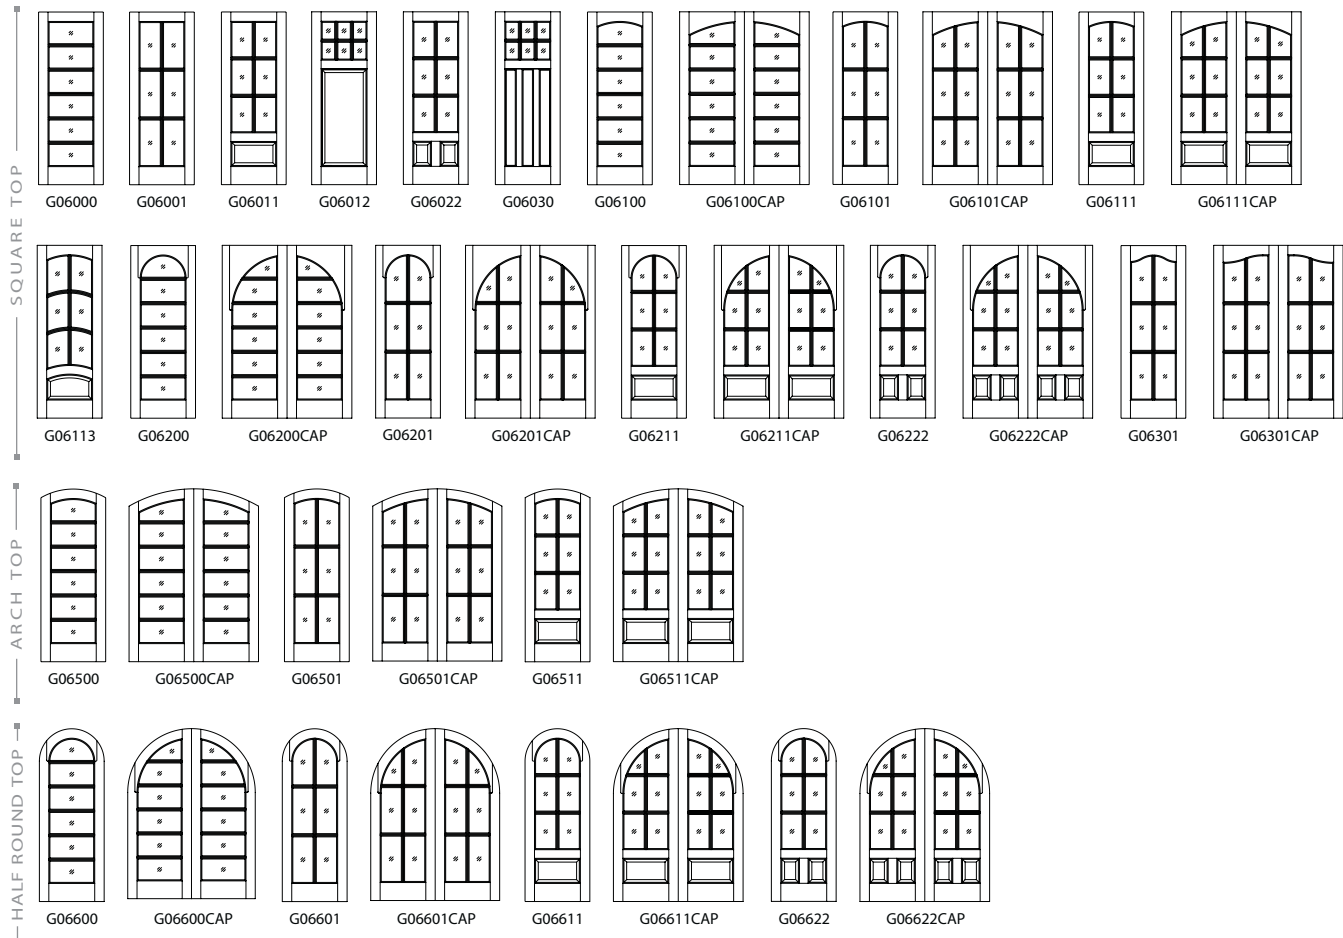 SQUARE TOP
G06000 G06001 G06011 G06012 G06022 G06030 G06100 G06100CAP G06101 G06101CAP G06111 G06111CAP
G06113 G06200 G06200CAP G06201 G06201CAP G06211 G06211CAP G06222 G06222CAP G06301 G06301CAP
ARCH TOP
G06500 G06500CAP G06501 G06501CAP G06511 G06511CAP
HALF ROUND TOP
G06600 G06600CAP G06601 G06601CAP G06611 G06611CAP G06622 G06622CAP